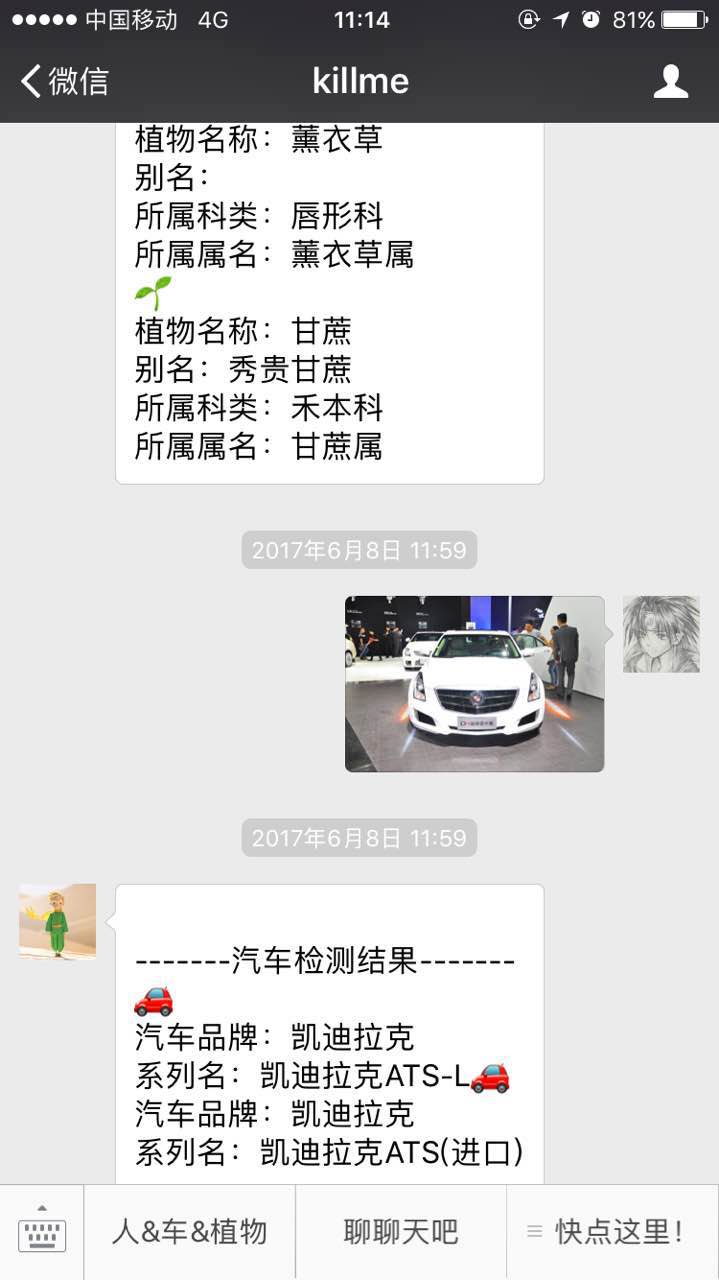 中国移动 4G 11:14 81%
微信 killme
植物名称：薰衣草
别名：
所属科类：唇形科
所属属名：薰衣草属
植物名称：甘蔗
别名：秀贵甘蔗
所属科类：禾本科
所属属名：甘蔗属
2017年6月8日 11:59
2017年6月8日 11:59
-------汽车检测结果-------
汽车品牌：凯迪拉克
系列名：凯迪拉克ATS-L
汽车品牌：凯迪拉克
系列名：凯迪拉克ATS(进口)
人&车&植物 聊聊天吧 快点这里！